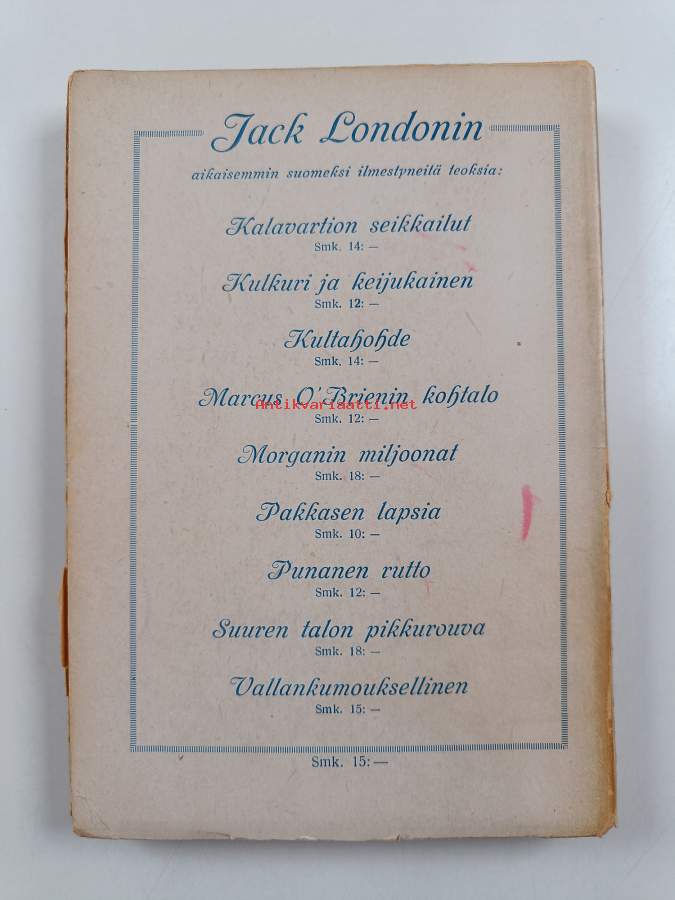 Jack Londonin
aikaisemmin suomeksi ilmestyneitä teoksia:
Kalavartion seikkailut
Smk. 14: —
Kulkuri ja keijukainen
Smk. 12: —
Kultahohde
Smk. 14: —
Marcus O'Brienin kohtalo
Antikvariaatti.net
Smk. 12: —
Morganin miljoonat
Smk. 18: —
Pakkasen lapsia
Smk. 10: —
Punanen rutto
Smk. 12: —
Suuren talon pikkurouva
Smk. 18: —
Vallankumouksellinen
Smk. 15: —
Smk. 15: —